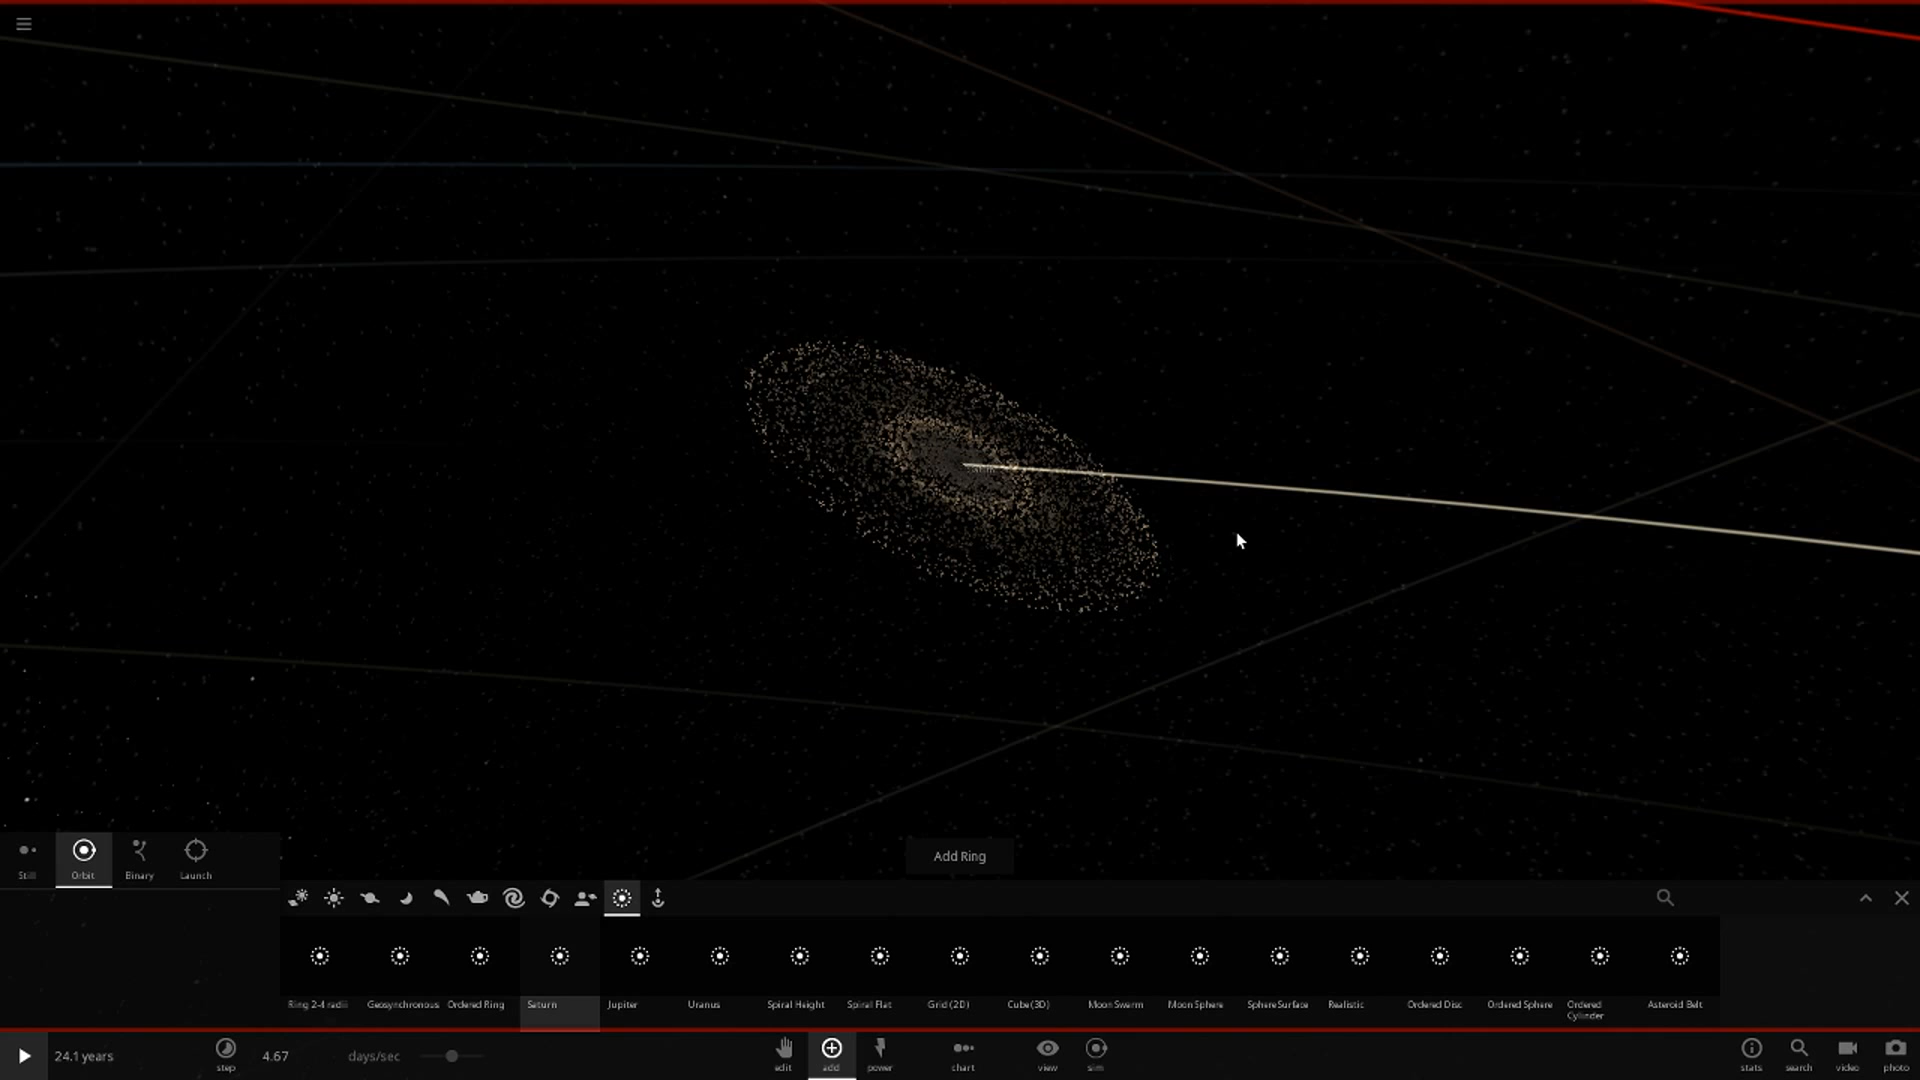 Still
Orbit
Binary
Launch
Add Ring
Ring 2-4 radii
Geosynchronous
Ordered Ring
Saturn
Jupiter
Uranus
Spiral Height
Spiral Flat
Grid (2D)
Cube (3D)
Moon Swarm
Moon Sphere
Sphere Surface
Realistic
Ordered Disc
Ordered Sphere
Ordered
Cylinder
Asteroid Belt
24.1 years
step
4.67
days/sec
edit
add
power
chart
view
sim
stats
search
video
photo